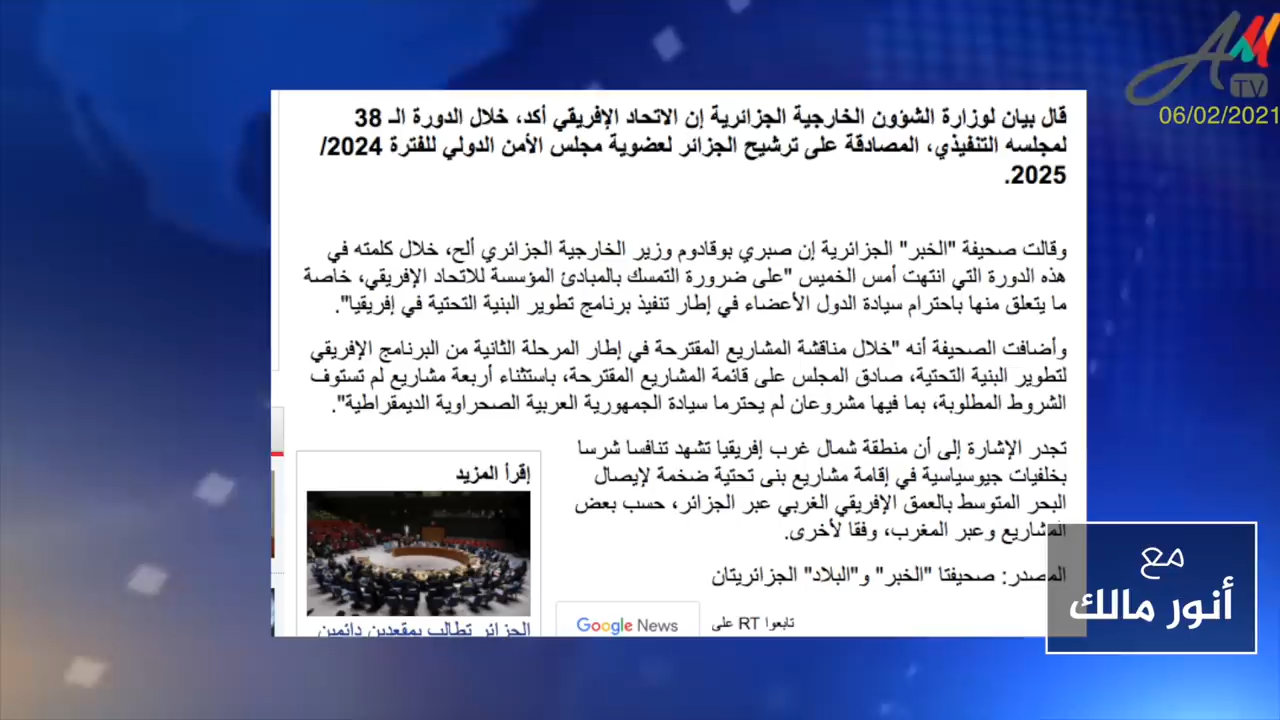 AM
TV
06/02/2021
قال بيان لوزارة الشؤون الخارجية الجزائرية إن الاتحاد الإفريقي أكد، خلال الدورة الـ 38
لمجلسه التنفيذي، المصادقة على ترشيح الجزائر لعضوية مجلس الأمن الدولي للفترة 2024/
2025.
وقالت صحيفة "الخبر" الجزائرية إن صبري بوقادوم وزير الخارجية الجزائري ألح، خلال كلمته في
هذه الدورة التي انتهت أمس الخميس "على ضرورة التمسك بالمبادئ المؤسسة للاتحاد الإفريقي، خاصة
ما يتعلق منها باحترام سيادة الدول الأعضاء في إطار تنفيذ برنامج تطوير البنية التحتية في إفريقيا".
وأضافت الصحيفة أنه "خلال مناقشة المشاريع المقترحة في إطار المرحلة الثانية من البرنامج الإفريقي
لتطوير البنية التحتية، صادق المجلس على قائمة المشاريع المقترحة، باستثناء أربعة مشاريع لم تستوف
الشروط المطلوبة، بما فيها مشروعان لم يحترما سيادة الجمهورية العربية الصحراوية الديمقراطية".
تجدر الإشارة إلى أن منطقة شمال غرب إفريقيا تشهد تنافسا شرسا
بخلفيات جيوسياسية في إقامة مشاريع بنى تحتية ضخمة لإيصال
البحر المتوسط بالعمق الإفريقي الغربي عبر الجزائر، حسب بعض
المشاريع وعبر المغرب، وفقا لأخرى.
المصدر: صحيفتا "الخبر" و"البلاد" الجزائريتان
تابعوا RT على
Google News
إقرأ المزيد
الجزائر تطالب بمقعدين دائمين
مع
أنور مالك